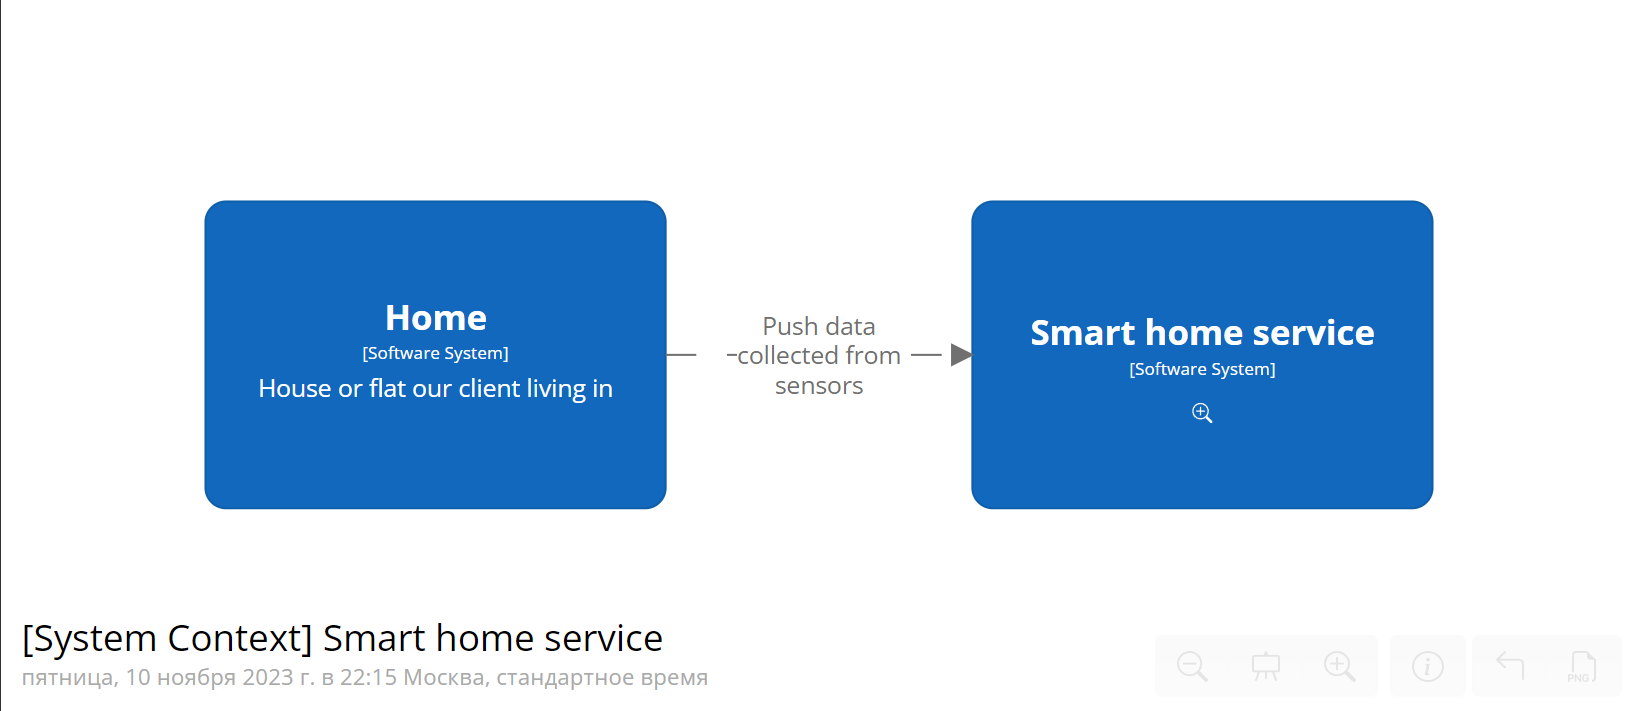 Home
[Software System]
House or flat our client living in
Push data
collected from
sensors
Smart home service
[Software System]
[System Context] Smart home service
пятница, 10 ноября 2023 г. в 22:15 Москва, стандартное время
PNG